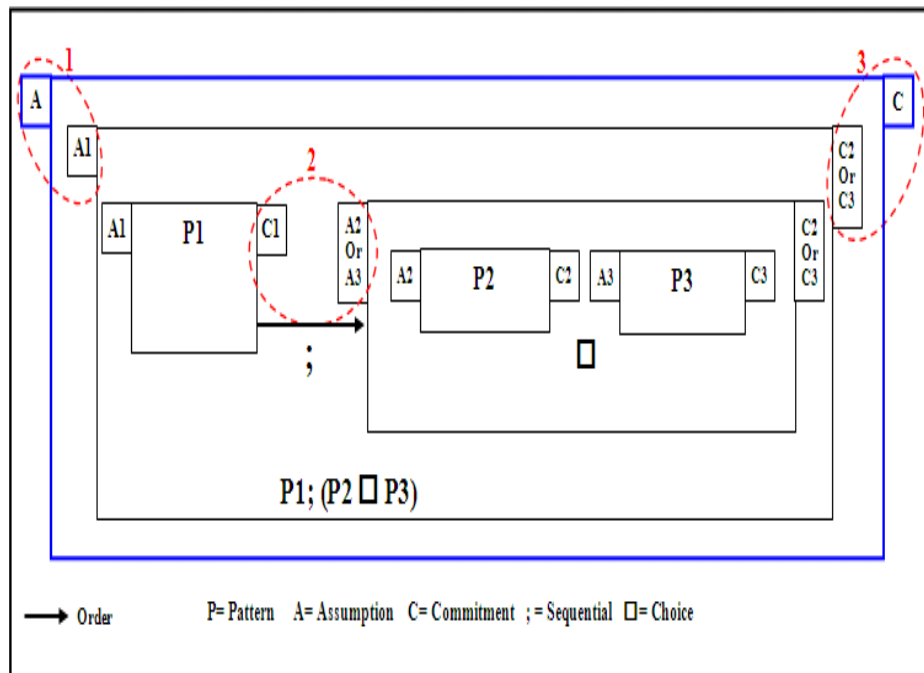 1
3
A
C
A1
C2
Or
C3
2
A1
P1
C1
A2
Or
A3
C2
Or
C3
A2
P2
C2
A3
P3
C3
;
□
P1; (P2 □ P3)
Order
P= Pattern A= Assumption C= Commitment ; = Sequential □= Choice